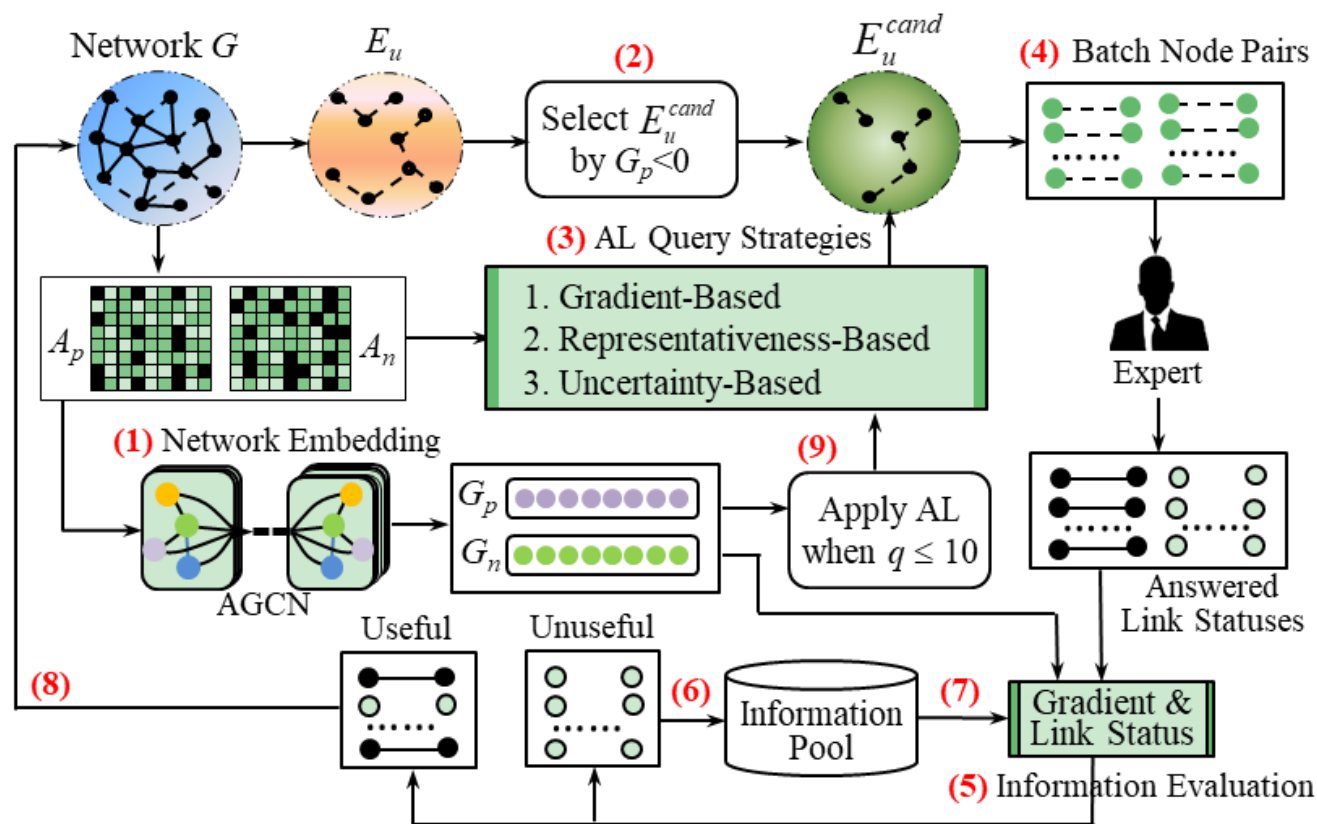 Network G
E_u
(2)
E_u^{cand}
(4) Batch Node Pairs
Select E_u^{cand}
by G_p<0
(3) AL Query Strategies
1. Gradient-Based
2. Representativeness-Based
3. Uncertainty-Based
A_p
A_n
Expert
(1) Network Embedding
(9)
G_p
G_n
Apply AL
when q ≤ 10
AGCN
Answered
Link Statuses
Useful
Unuseful
(8)
(6)
Information
Pool
(7)
Gradient &
Link Status
(5) Information Evaluation